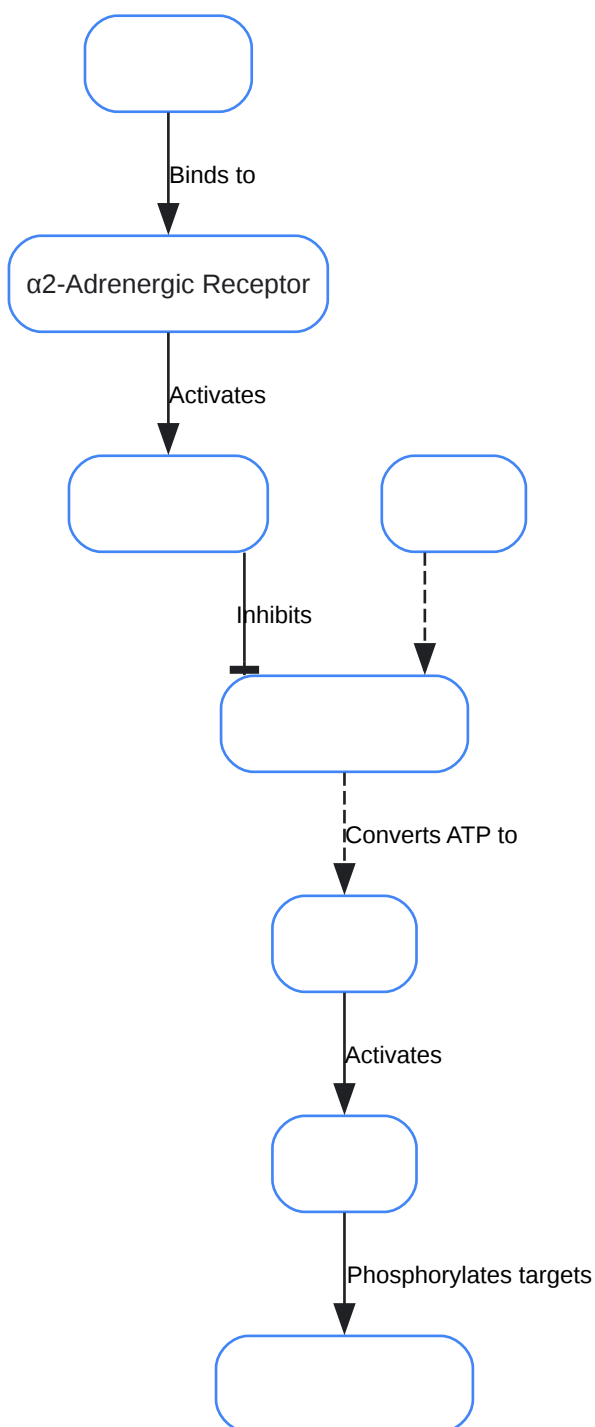 Binds to
α2-Adrenergic Receptor
Activates
Inhibits
Converts ATP to
Activates
Phosphorylates targets